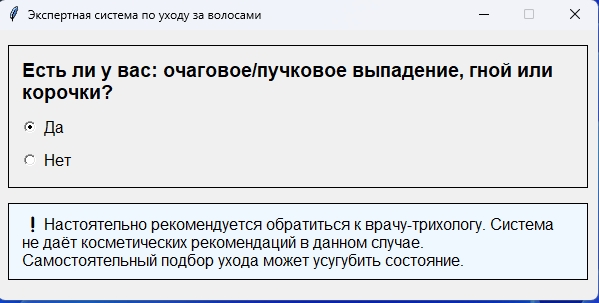 Экспертная система по уходу за волосами
Есть ли у вас: очаговое/пучковое выпадение, гной или
корочки?
Да
Нет
❗ Настоятельно рекомендуется обратиться к врачу-трихологу. Система
не даёт косметических рекомендаций в данном случае.
Самостоятельный подбор ухода может усугубить состояние.